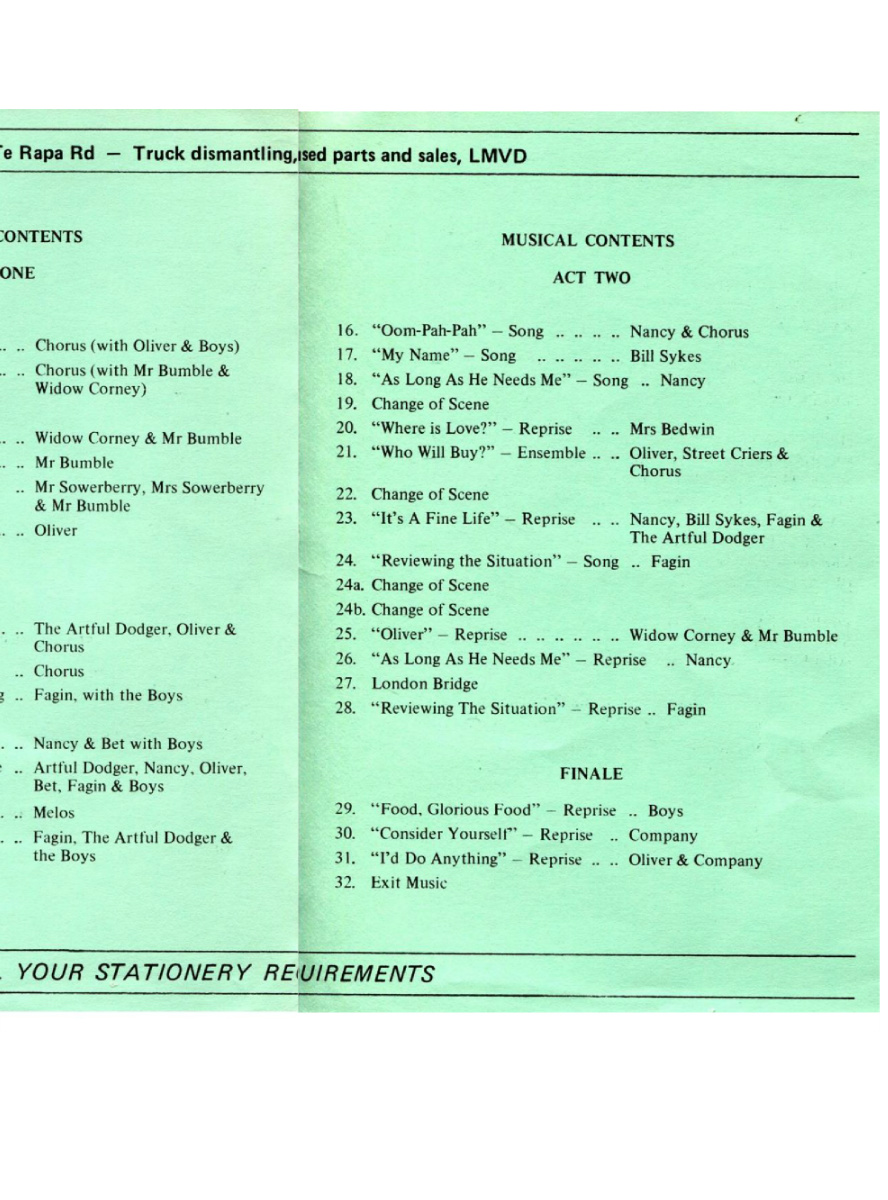 Te Rapa Rd — Truck dismantling, sed parts and sales, LMVD
CONTENTS
ONE
.. .. Chorus (with Oliver & Boys)
.. .. Chorus (with Mr Bumble &
Widow Corney)
.. .. Widow Corney & Mr Bumble
.. .. Mr Bumble
.. Mr Sowerberry, Mrs Sowerberry
& Mr Bumble
.. .. Oliver
. .. The Artful Dodger, Oliver &
Chorus
.. Chorus
g .. Fagin, with the Boys
. .. Nancy & Bet with Boys
.. Artful Dodger, Nancy, Oliver,
Bet, Fagin & Boys
. .. Melos
. .. Fagin, The Artful Dodger &
the Boys
MUSICAL CONTENTS
ACT TWO
16. “Oom-Pah-Pah” – Song .. .. .. .. Nancy & Chorus
17. “My Name” – Song .. .. .. .. .. Bill Sykes
18. “As Long As He Needs Me” – Song .. Nancy
19. Change of Scene
20. “Where is Love?” – Reprise .. .. Mrs Bedwin
21. “Who Will Buy?” – Ensemble .. .. Oliver, Street Criers &
Chorus
22. Change of Scene
23. “It’s A Fine Life” – Reprise .. .. Nancy, Bill Sykes, Fagin &
The Artful Dodger
24. “Reviewing the Situation” – Song .. Fagin
24a. Change of Scene
24b. Change of Scene
25. “Oliver” – Reprise .. .. .. .. .. .. Widow Corney & Mr Bumble
26. “As Long As He Needs Me” – Reprise .. Nancy
27. London Bridge
28. “Reviewing The Situation” – Reprise .. Fagin
FINALE
29. “Food, Glorious Food” – Reprise .. Boys
30. “Consider Yourself” – Reprise .. Company
31. “I’d Do Anything” – Reprise .. .. Oliver & Company
32. Exit Music
. YOUR STATIONERY REUIREMENTS